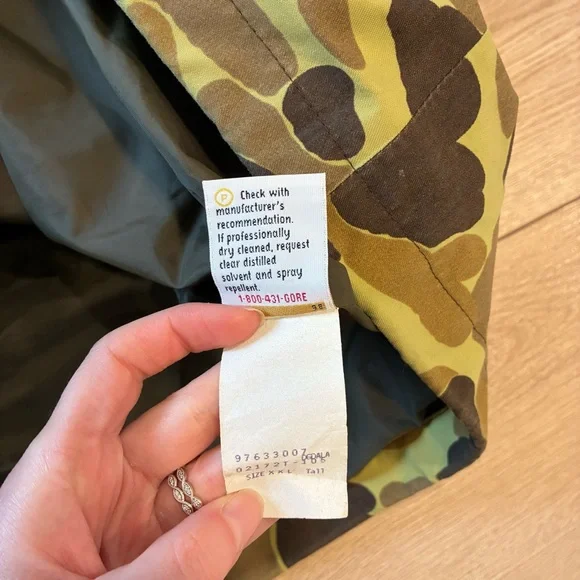 P Check with
manufacturer's
recommendation.
If professionally
dry cleaned, request
clear distilled
solvent and spray
repellent.
1-800-431-GORE
97633007
SIZE XXL Tall